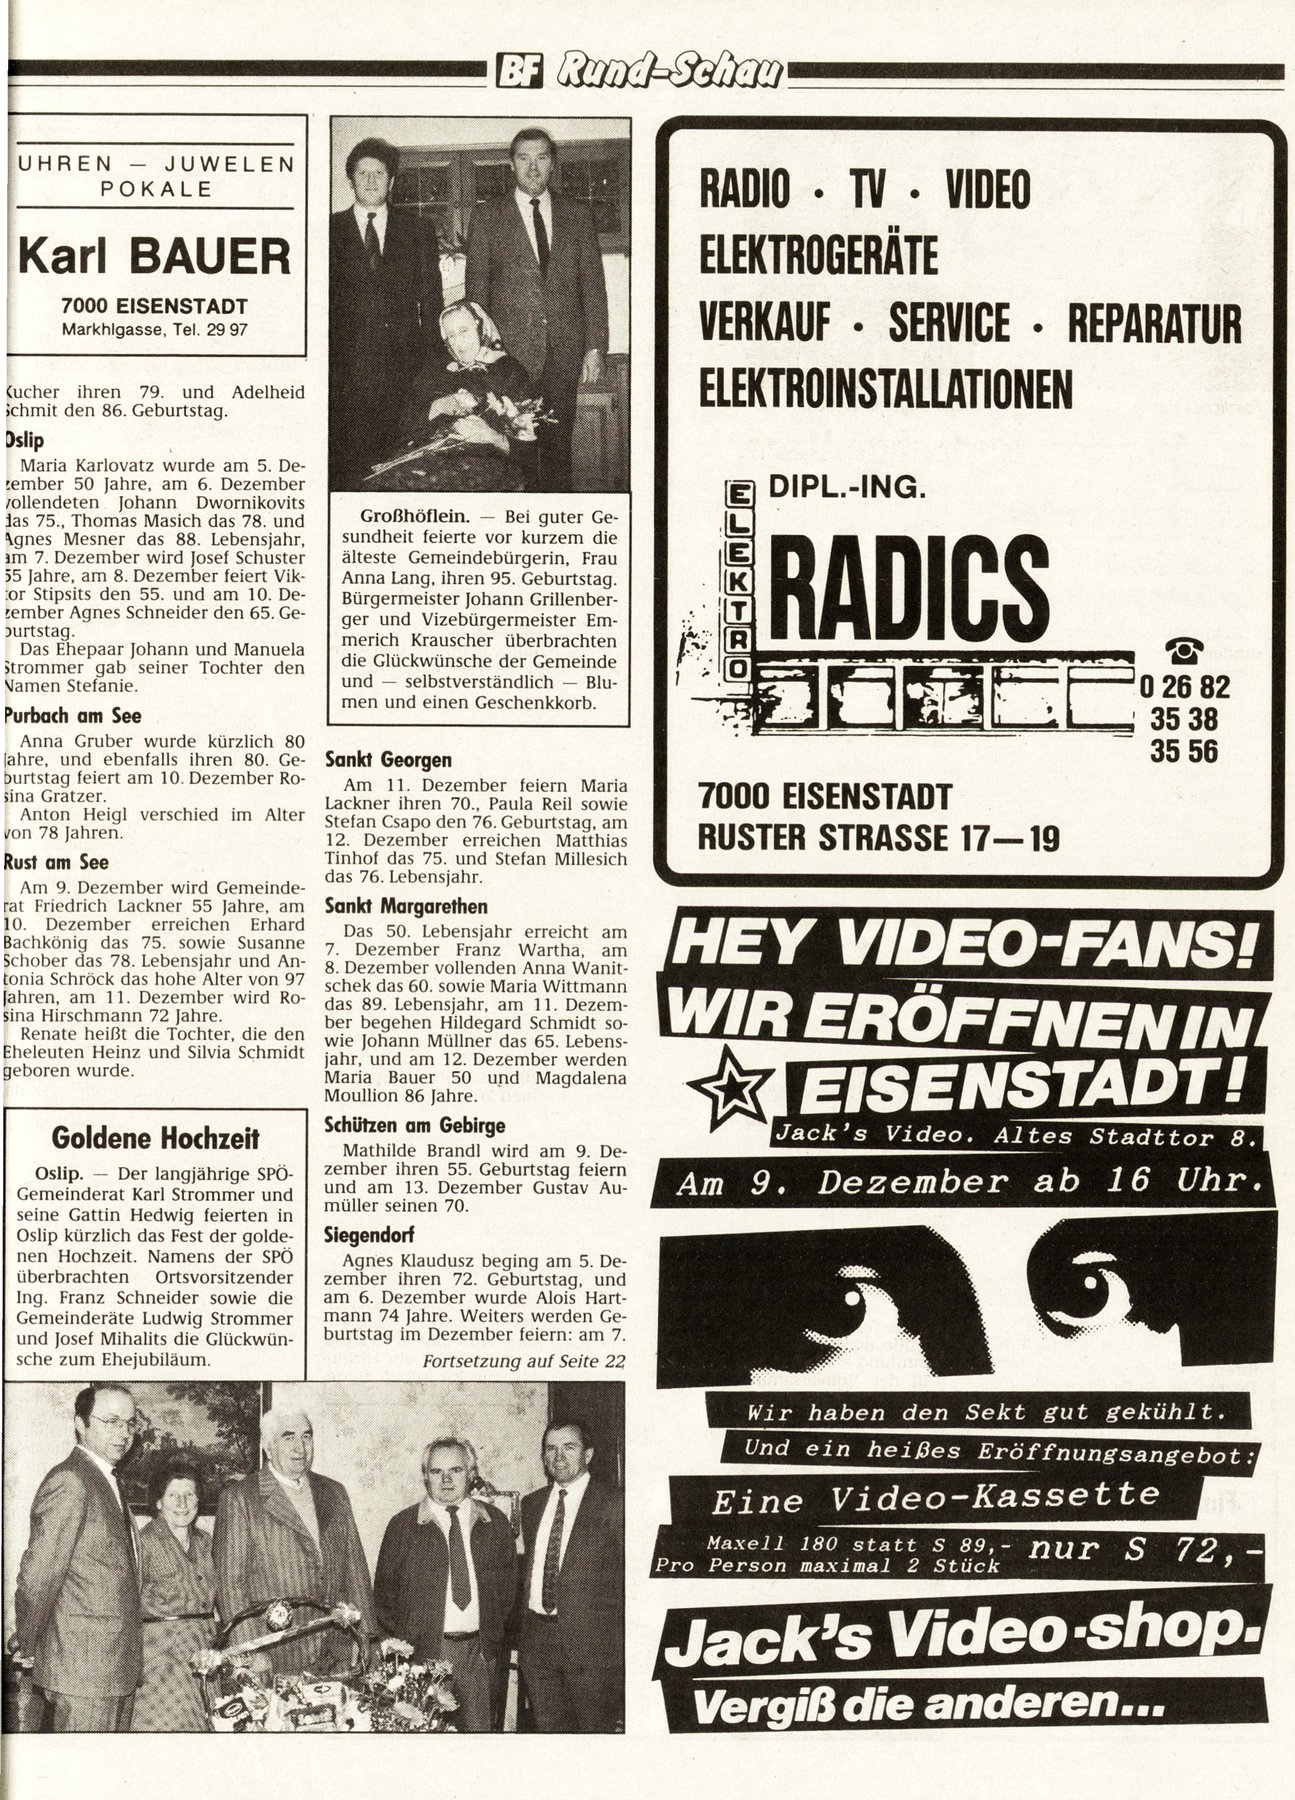 BF Rund-Schau
UHREN — JUWELEN
POKALE
Karl BAUER
7000 EISENSTADT
Markhlgasse, Tel. 29 97
Kucher ihren 79. und Adelheid
Schmit den 86. Geburtstag.
Oslip
Maria Karlovatz wurde am 5. De-
zember 50 Jahre, am 6. Dezember
vollendeten Johann Dwornikovits
das 75., Thomas Masich das 78. und
Agnes Mesner das 88. Lebensjahr,
am 7. Dezember wird Josef Schuster
55 Jahre, am 8. Dezember feiert Vik-
tor Stipsits den 55. und am 10. De-
zember Agnes Schneider den 65. Ge-
burtstag.
Das Ehepaar Johann und Manuela
Strommer gab seiner Tochter den
Namen Stefanie.
Purbach am See
Anna Gruber wurde kürzlich 80
Jahre, und ebenfalls ihren 80. Ge-
burtstag feiert am 10. Dezember Ro-
sina Gratzer.
Anton Heigl verschied im Alter
von 78 Jahren.
Rust am See
Am 9. Dezember wird Gemeinde-
rat Friedrich Lackner 55 Jahre, am
10. Dezember erreichen Erhard
Bachkönig das 75. sowie Susanne
Schober das 78. Lebensjahr und An-
tonia Schröck das hohe Alter von 97
Jahren, am 11. Dezember wird Ro-
sina Hirschmann 72 Jahre.
Renate heißt die Tochter, die den
Eheleuten Heinz und Silvia Schmidt
geboren wurde.
Goldene Hochzeit
Oslip. — Der langjährige SPÖ-
Gemeinderat Karl Strommer und
seine Gattin Hedwig feierten in
Oslip kürzlich das Fest der golde-
nen Hochzeit. Namens der SPÖ
überbrachten Ortsvorsitzender
Ing. Franz Schneider sowie die
Gemeinderäte Ludwig Strommer
und Josef Mihalits die Glückwün-
sche zum Ehejubiläum.
Großhöflein. — Bei guter Ge-
sundheit feierte vor kurzem die
älteste Gemeindebürgerin, Frau
Anna Lang, ihren 95. Geburtstag.
Bürgermeister Johann Grillenber-
ger und Vizebürgermeister Em-
merich Krauscher überbrachten
die Glückwünsche der Gemeinde
und — selbstverständlich — Blu-
men und einen Geschenkkorb.
Sankt Georgen
Am 11. Dezember feiern Maria
Lackner ihren 70., Paula Reil sowie
Stefan Csapo den 76. Geburtstag, am
12. Dezember erreichen Matthias
Tinhof das 75. und Stefan Millesich
das 76. Lebensjahr.
Sankt Margarethen
Das 50. Lebensjahr erreicht am
7. Dezember Franz Wartha, am
8. Dezember vollenden Anna Wanit-
schek das 60. sowie Maria Wittmann
das 89. Lebensjahr, am 11. Dezem-
ber begehen Hildegard Schmidt so-
wie Johann Müllner das 65. Lebens-
jahr, und am 12. Dezember werden
Maria Bauer 50 und Magdalena
Moullion 86 Jahre.
Schützen am Gebirge
Mathilde Brandl wird am 9. De-
zember ihren 55. Geburtstag feiern
und am 13. Dezember Gustav Au-
müller seinen 70.
Siegendorf
Agnes Klaudusz beging am 5. De-
zember ihren 72. Geburtstag, und
am 6. Dezember wurde Alois Hart-
mann 74 Jahre. Weiters werden Ge-
burtstag im Dezember feiern: am 7.
Fortsetzung auf Seite 22
RADIO · TV · VIDEO
ELEKTROGERÄTE
VERKAUF · SERVICE · REPARATUR
ELEKTROINSTALLATIONEN
ELEKTRO
DIPL.-ING.
RADICS
0 26 82
35 38
35 56
7000 EISENSTADT
RUSTER STRASSE 17—19
HEY VIDEO-FANS!
WIR ERÖFFNEN IN
EISENSTADT!
Jack's Video. Altes Stadttor 8.
Am 9. Dezember ab 16 Uhr.
Wir haben den Sekt gut gekühlt.
Und ein heißes Eröffnungsangebot:
Eine Video-Kassette
Maxell 180 statt S 89,- nur S 72,-
Pro Person maximal 2 Stück
Jack's Video-shop.
Vergiß die anderen...